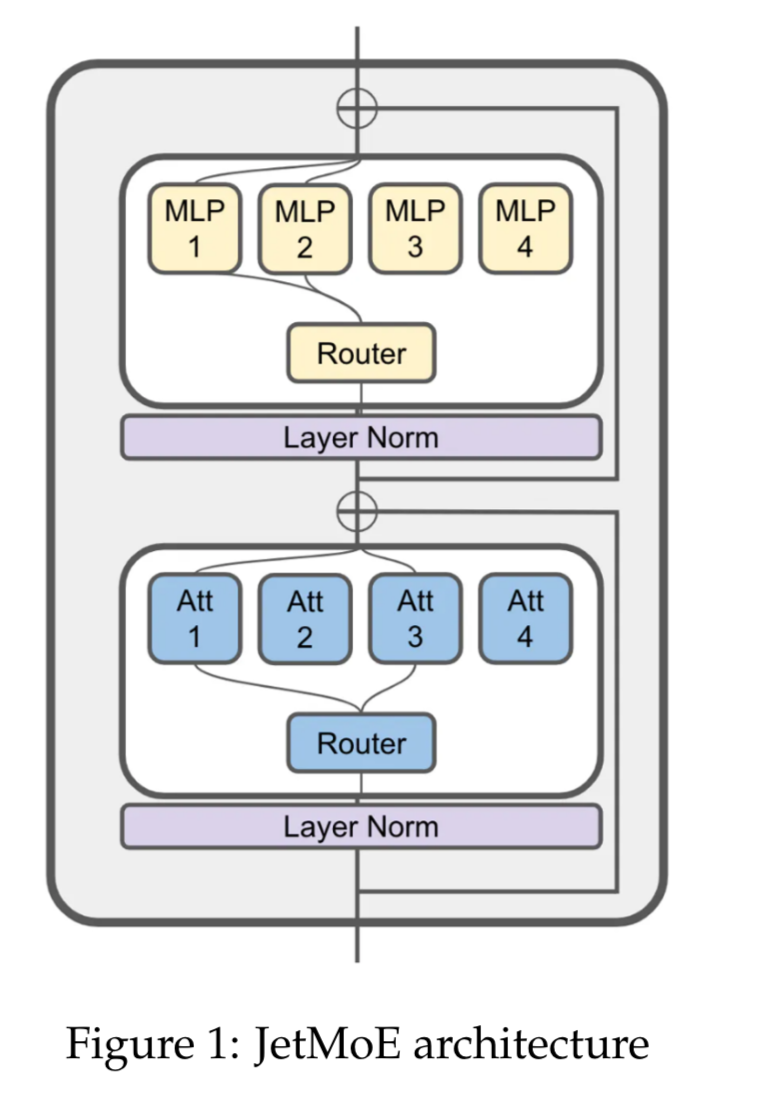 MLP
1
MLP
2
MLP
3
MLP
4
Router
Layer Norm
Att
1
Att
2
Att
3
Att
4
Router
Layer Norm
Figure 1: JetMoE architecture